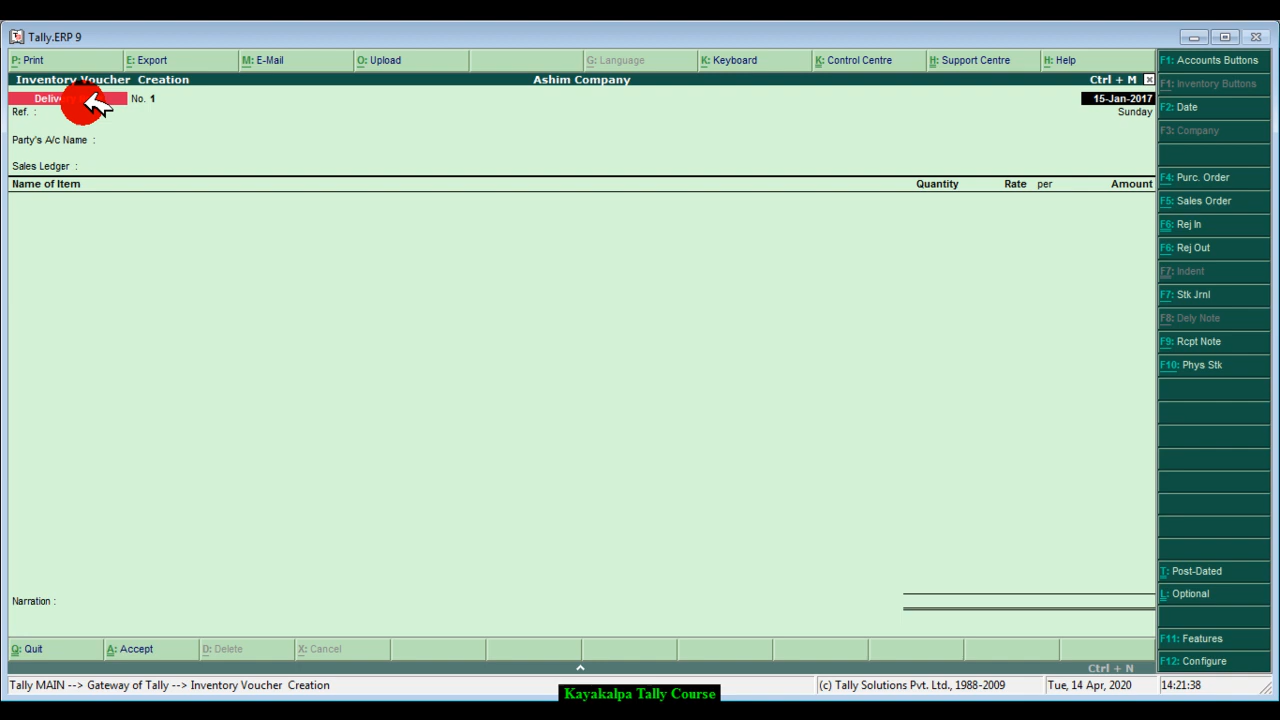 Tally.ERP 9
P: Print E: Export M: E-Mail O: Upload G: Language K: Keyboard K: Control Centre H: Support Centre H: Help
Inventory Voucher Creation Ashim Company Ctrl + M
Delivery No. 1 15-Jan-2017
Ref. : Sunday
Party's A/c Name :
Sales Ledger :
Name of Item Quantity Rate per Amount
Narration :
Q: Quit A: Accept D: Delete X: Cancel
Ctrl + N
F1: Accounts Buttons
F1: Inventory Buttons
F2: Date
F3: Company
F4: Purc. Order
F5: Sales Order
F6: Rej In
F6: Rej Out
F7: Indent
F7: Stk Jrnl
F8: Dely Note
F9: Rcpt Note
F10: Phys Stk
T: Post-Dated
L: Optional
F11: Features
F12: Configure
Tally MAIN --> Gateway of Tally --> Inventory Voucher Creation (c) Tally Solutions Pvt. Ltd., 1988-2009 Tue, 14 Apr, 2020 14:21:38
Kayakalpa Tally Course